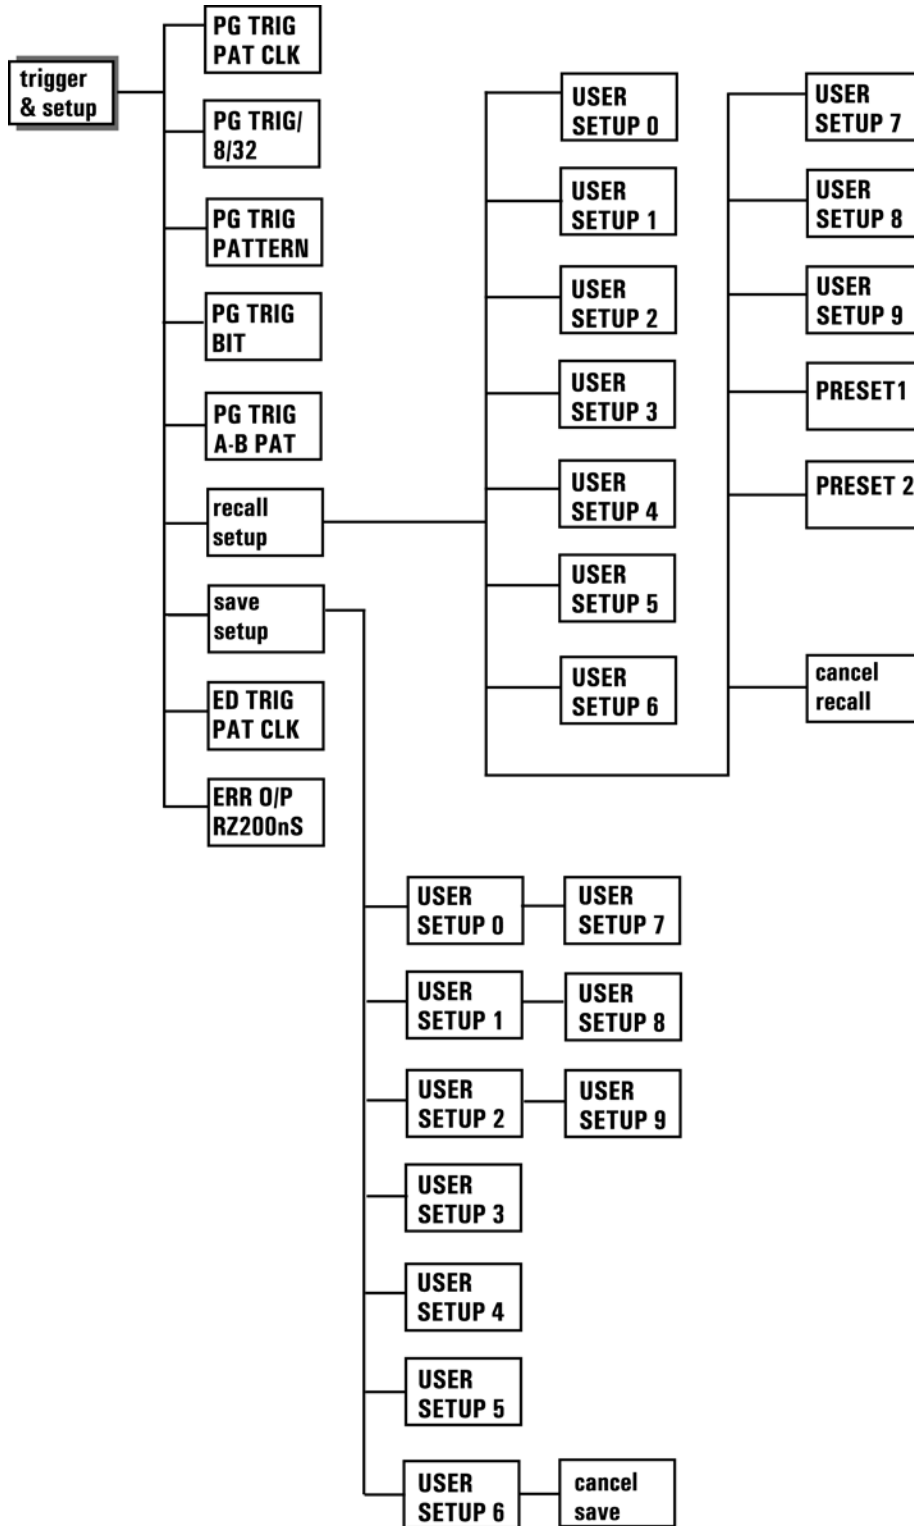 trigger
& setup
PG TRIG
PAT CLK
PG TRIG/
8/32
PG TRIG
PATTERN
PG TRIG
BIT
PG TRIG
A-B PAT
recall
setup
save
setup
ED TRIG
PAT CLK
ERR O/P
RZ200nS
USER
SETUP 0
USER
SETUP 1
USER
SETUP 2
USER
SETUP 3
USER
SETUP 4
USER
SETUP 5
USER
SETUP 6
USER
SETUP 7
USER
SETUP 8
USER
SETUP 9
PRESET1
PRESET 2
cancel
recall
USER
SETUP 0
USER
SETUP 7
USER
SETUP 1
USER
SETUP 8
USER
SETUP 2
USER
SETUP 9
USER
SETUP 3
USER
SETUP 4
USER
SETUP 5
USER
SETUP 6
cancel
save